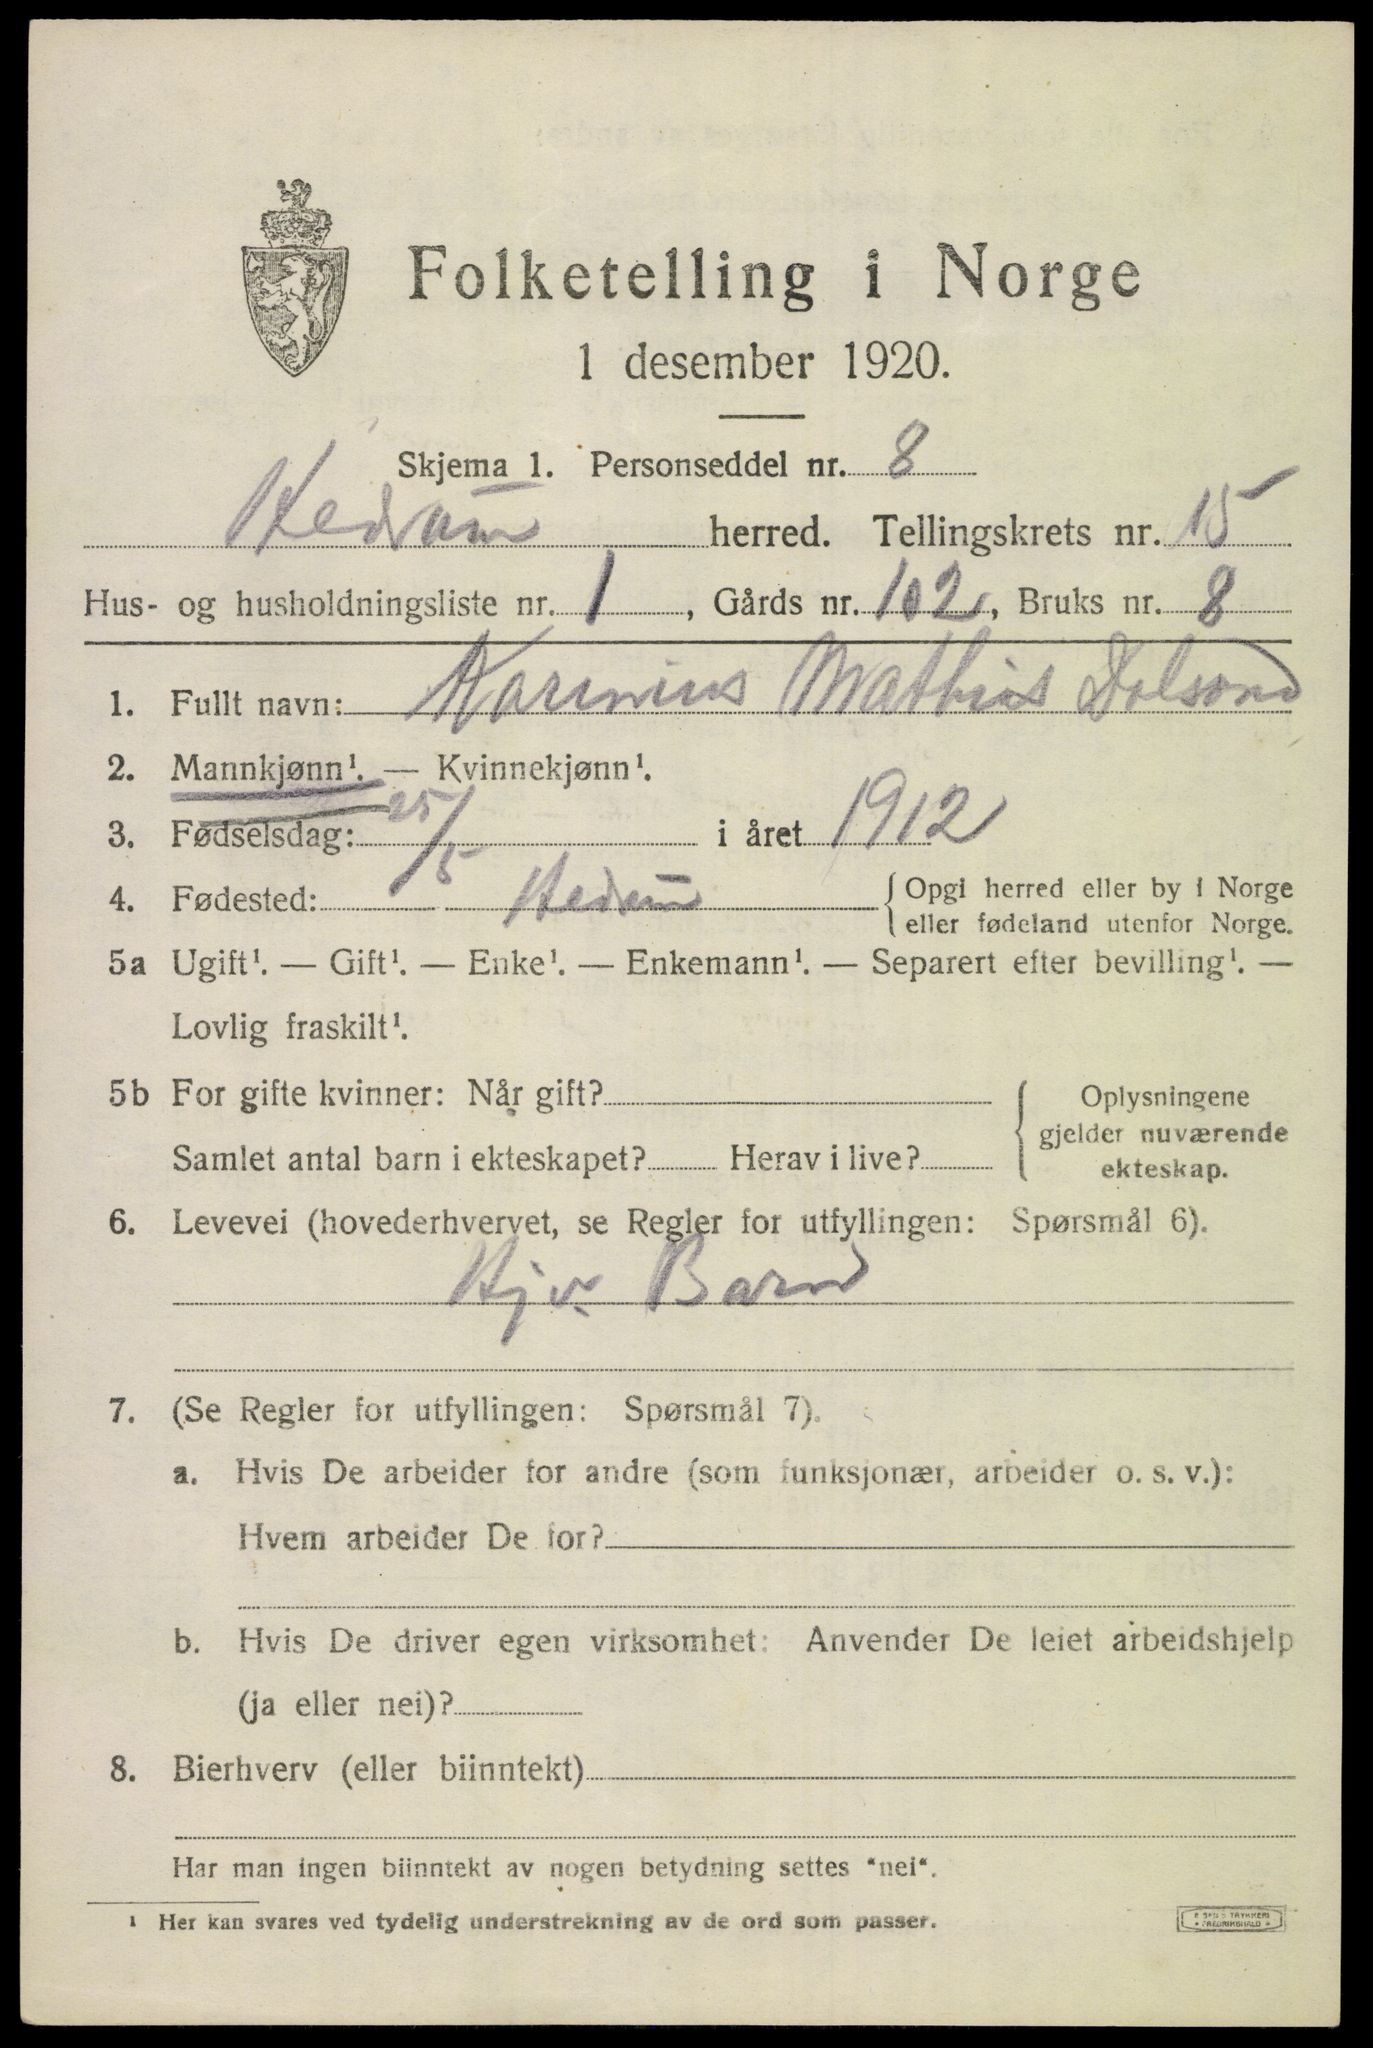 Folketelling i Norge
1 desember 1920.
Skjema 1. Personseddel nr. 8
Hedrum herred. Tellingskrets nr. 15
Hus- og husholdningsliste nr. 1, Gårds nr. 102, Bruks nr. 8
1. Fullt navn: Karinius Mathias
2. Mannkjønn¹. — Kvinnekjønn¹.
3. Fødselsdag: 25/5 i året 1912
4. Fødested: Hedrum { Opgi herred eller by i Norge
eller fødeland utenfor Norge.
5a Ugift¹. — Gift¹. — Enke¹. — Enkemann¹. — Separert efter bevilling¹. —
Lovlig fraskilt¹.
5b For gifte kvinner: Når gift?
Samlet antal barn i ekteskapet? Herav i live?
{ Oplysningene
gjelder nuværende
ekteskap.
6. Levevei (hovederhvervet, se Regler for utfyllingen: Spørsmål 6).
Hjv. Barn
7. (Se Regler for utfyllingen: Spørsmål 7).
a. Hvis De arbeider for andre (som funksjonær, arbeider o. s. v.):
Hvem arbeider De for?
b. Hvis De driver egen virksomhet: Anvender De leiet arbeidshjelp
(ja eller nei)?
8. Bierhverv (eller biinntekt)
Har man ingen biinntekt av nogen betydning settes "nei".
¹ Her kan svares ved tydelig understrekning av de ord som passer.
TRYKKERI
FREDRIKSHALD